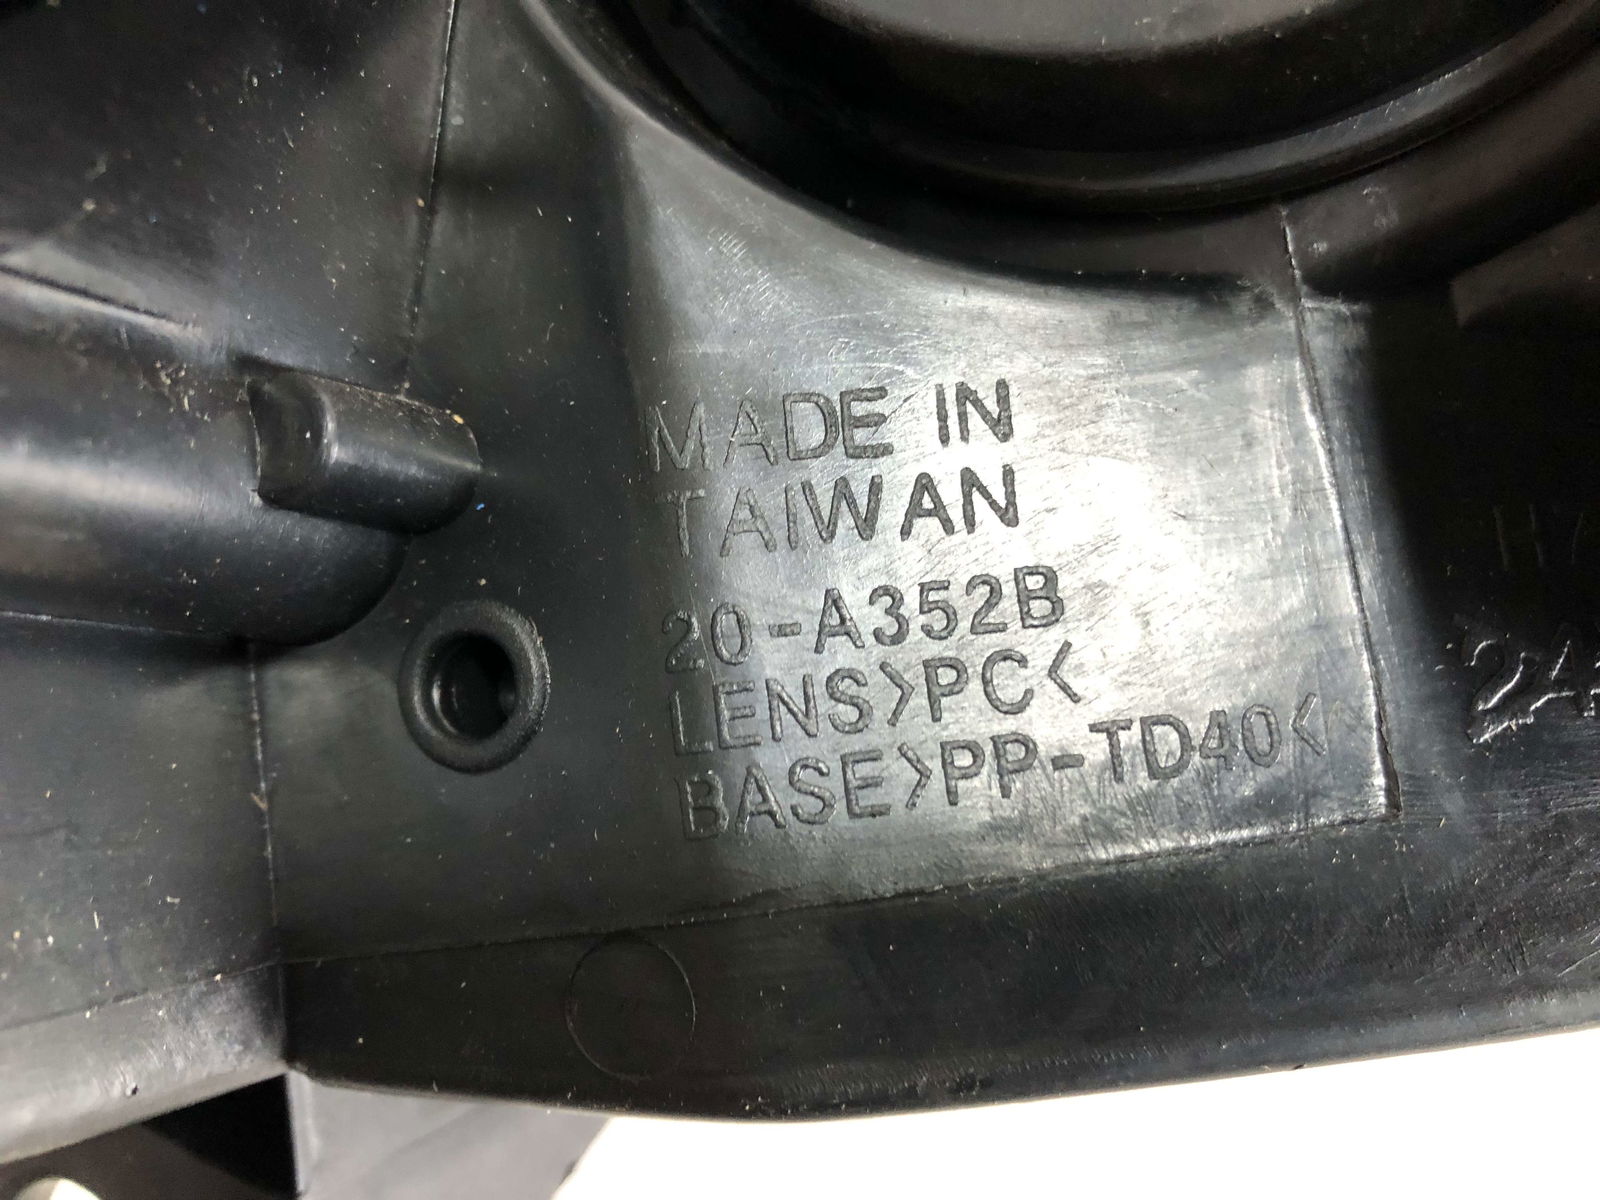 MADE IN
TAIWAN
20-A352B
LENS>PC<
BASE>PP-TD40<